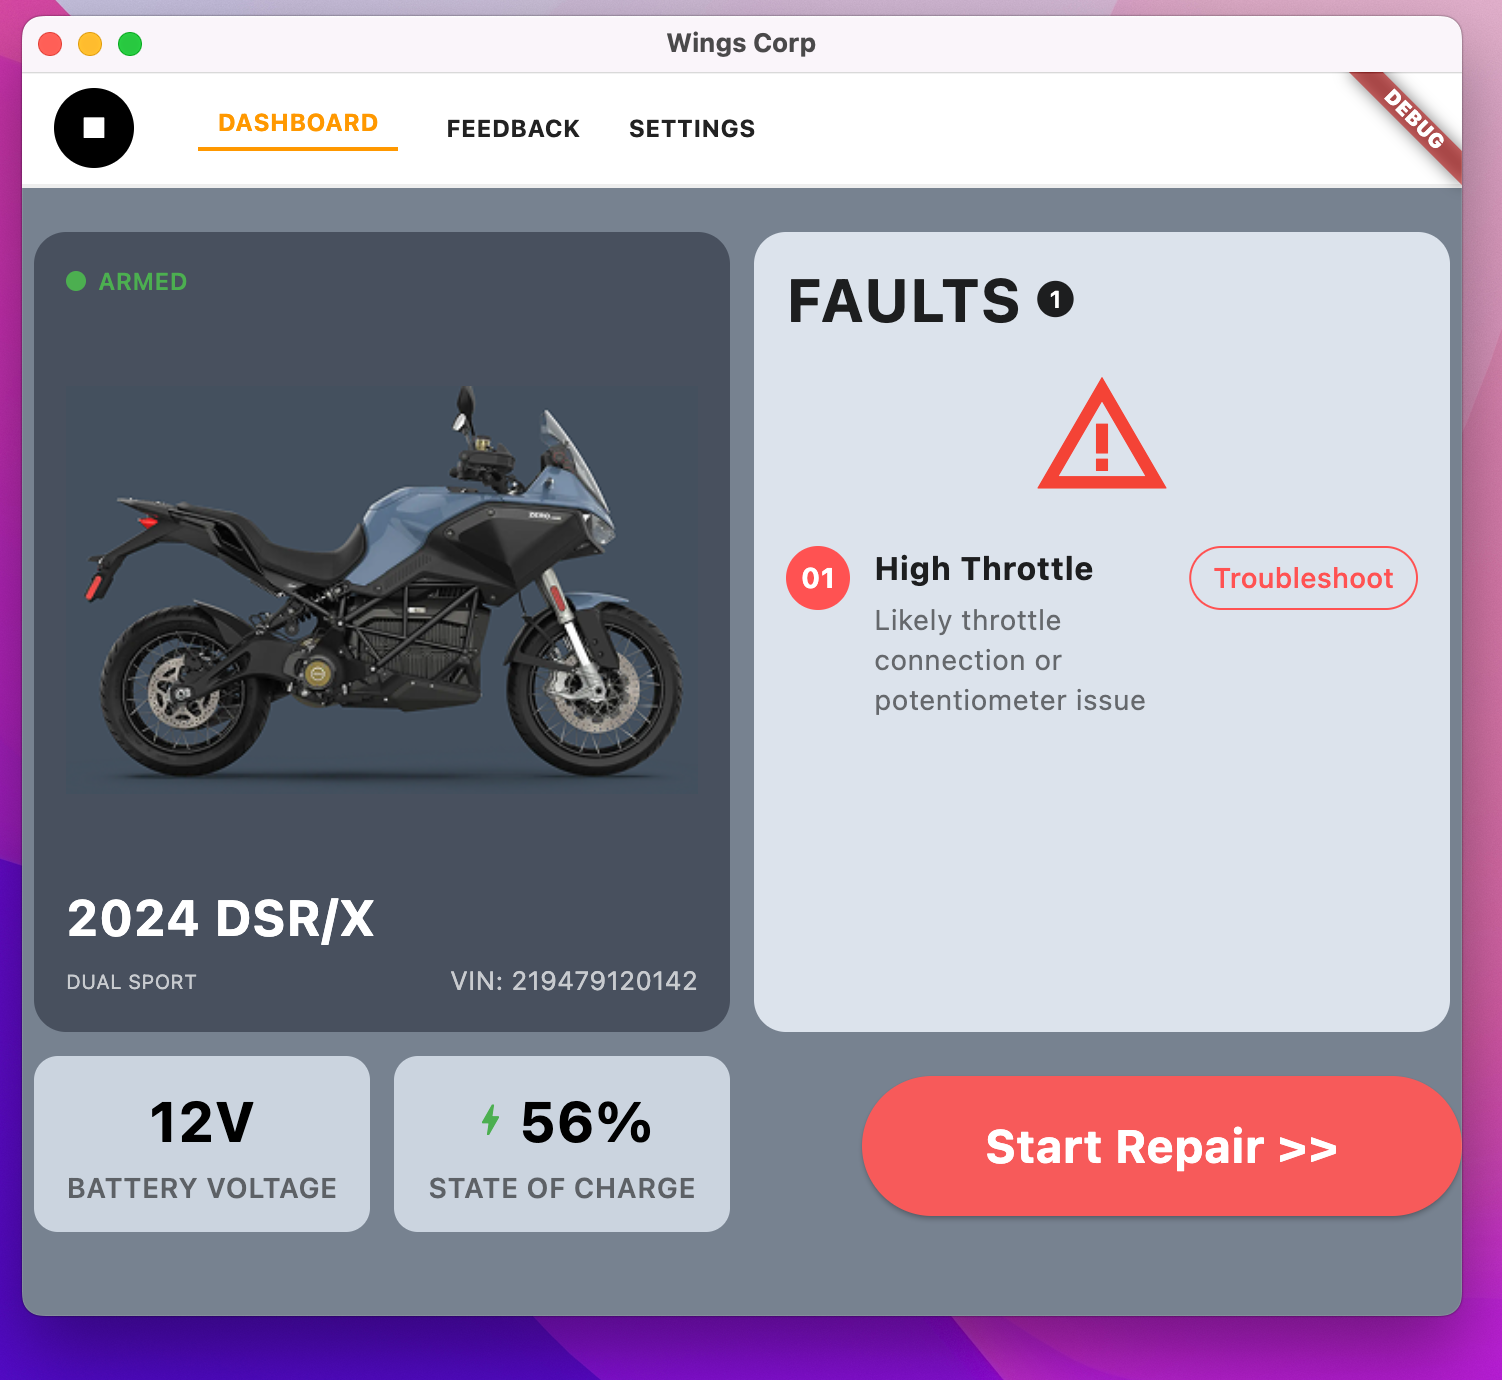 Wings Corp
DASHBOARD
FEEDBACK
SETTINGS
DEBUG
ARMED
ZERO
2024 DSR/X
DUAL SPORT
VIN: 219479120142
FAULTS 1
01
High Throttle
Likely throttle
connection or
potentiometer issue
Troubleshoot
12V
BATTERY VOLTAGE
56%
STATE OF CHARGE
Start Repair >>